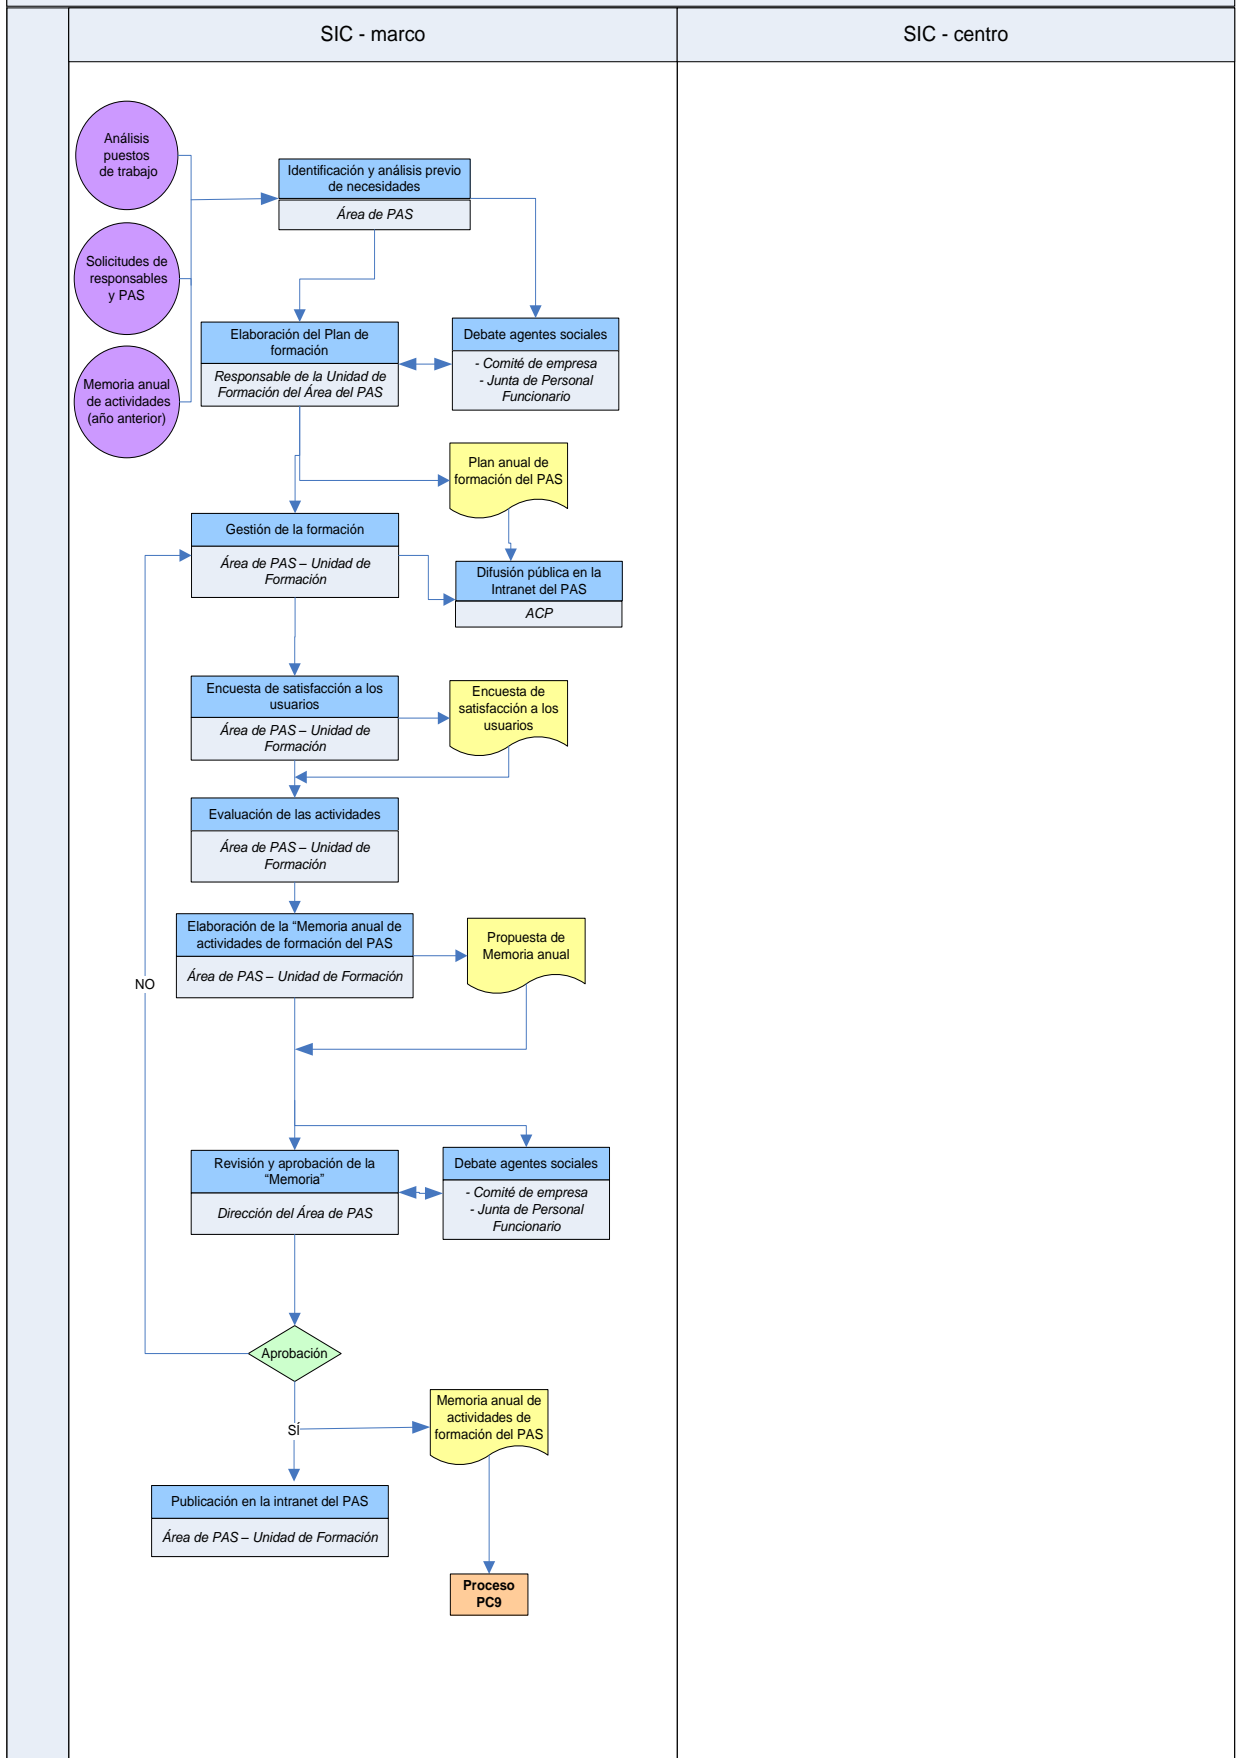 SIC - marco
SIC - centro
Análisis
puestos
de trabajo
Identificación y análisis previo
de necesidades
Área de PAS
Solicitudes de
responsables
y PAS
Elaboración del Plan de
formación
Responsable de la Unidad de
Formación del Área del PAS
Debate agentes sociales
- Comité de empresa
- Junta de Personal
Funcionario
Memoria anual
de actividades
(año anterior)
Plan anual de
formación del PAS
Gestión de la formación
Área de PAS – Unidad de
Formación
Difusión pública en la
Intranet del PAS
ACP
Encuesta de satisfacción a los
usuarios
Área de PAS – Unidad de
Formación
Encuesta de
satisfacción a los
usuarios
Evaluación de las actividades
Área de PAS – Unidad de
Formación
Elaboración de la “Memoria anual de
actividades de formación del PAS
Área de PAS – Unidad de Formación
Propuesta de
Memoria anual
NO
Revisión y aprobación de la
“Memoria”
Dirección del Área de PAS
Debate agentes sociales
- Comité de empresa
- Junta de Personal
Funcionario
Aprobación
SÍ
Memoria anual de
actividades de
formación del PAS
Publicación en la intranet del PAS
Área de PAS – Unidad de Formación
Proceso
PC9